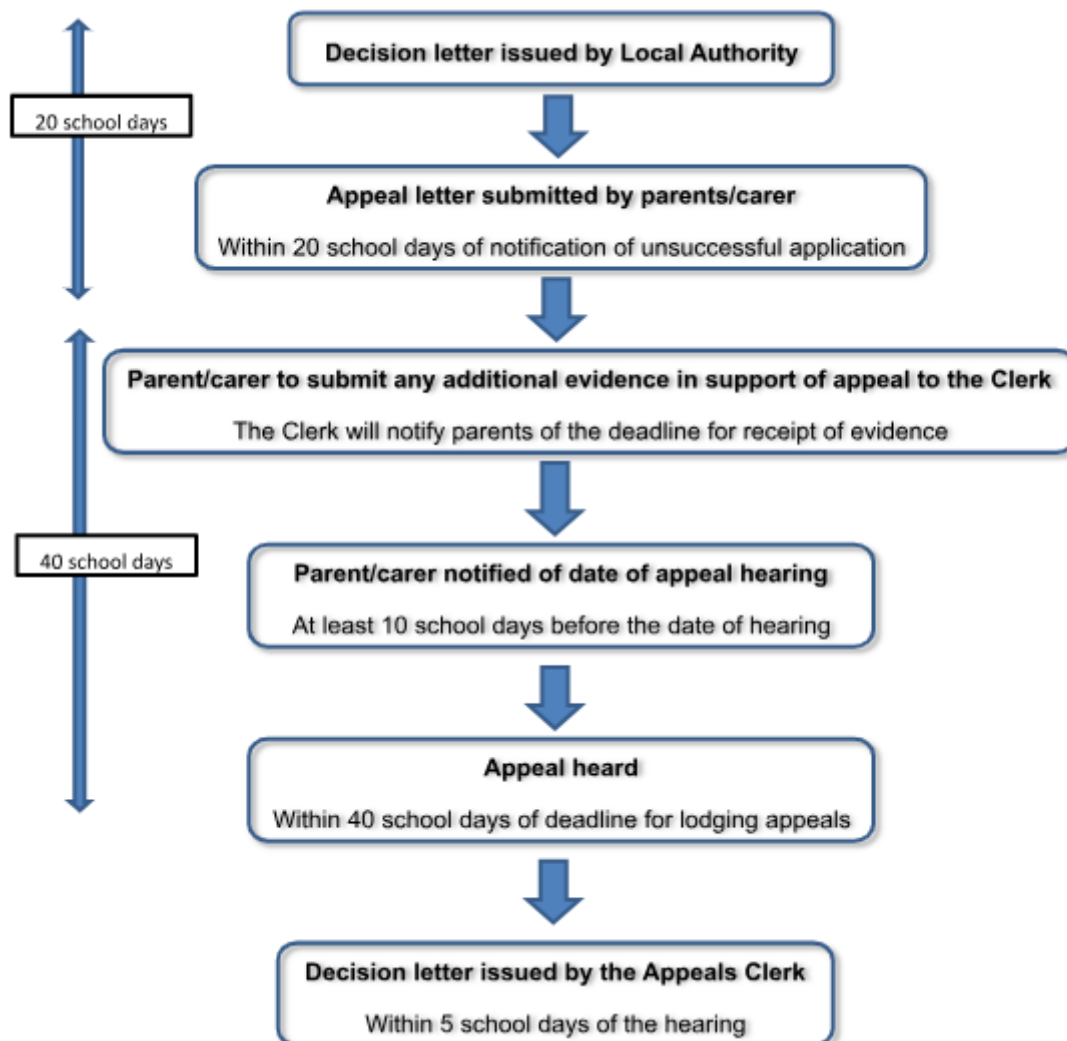 Decision letter issued by Local Authority
20 school days
Appeal letter submitted by parents/carer
Within 20 school days of notification of unsuccessful application
Parent/carer to submit any additional evidence in support of appeal to the Clerk
The Clerk will notify parents of the deadline for receipt of evidence
40 school days
Parent/carer notified of date of appeal hearing
At least 10 school days before the date of hearing
Appeal heard
Within 40 school days of deadline for lodging appeals
Decision letter issued by the Appeals Clerk
Within 5 school days of the hearing